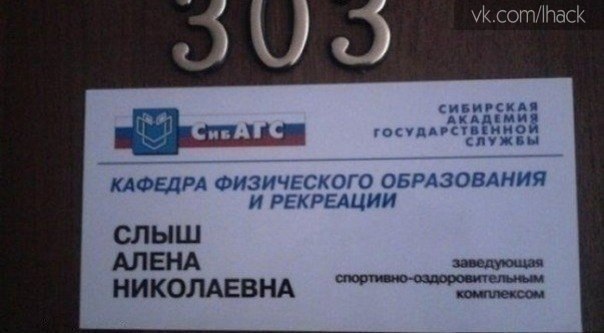 vk.com/lhack
303
СибАГС
СИБИРСКАЯ
АКАДЕМИЯ
ГОСУДАРСТВЕННОЙ
СЛУЖБЫ
КАФЕДРА ФИЗИЧЕСКОГО ОБРАЗОВАНИЯ
И РЕКРЕАЦИИ
СЛЫШ
АЛЕНА
НИКОЛАЕВНА
заведующая
спортивно-оздоровительным
комплексом